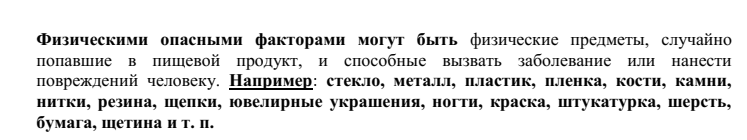 Физическими опасными факторами могут быть физические предметы, случайно
попавшие в пищевой продукт, и способные вызвать заболевание или нанести
повреждений человеку. Например: стекло, металл, пластик, пленка, кости, камни,
нитки, резина, щепки, ювелирные украшения, ногти, краска, штукатурка, шерсть,
бумага, щетина и т. п.